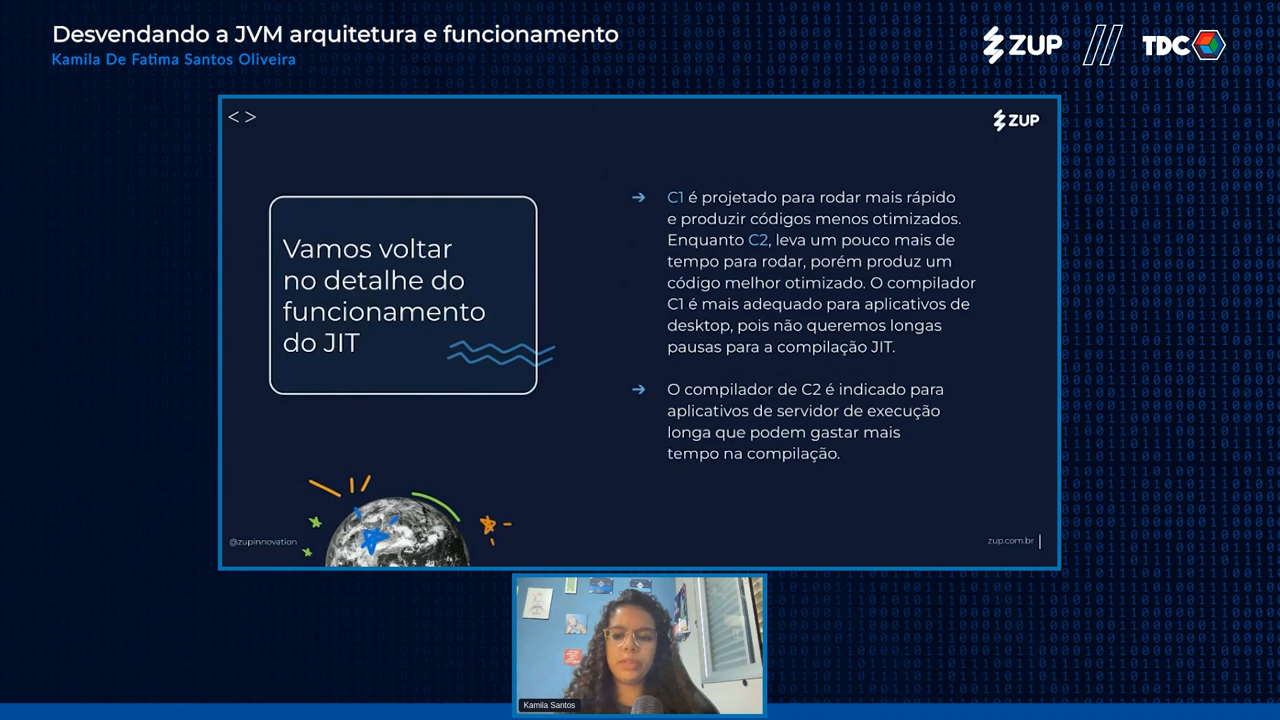 Desvendando a JVM arquitetura e funcionamento
Kamila De Fatima Santos Oliveira
ZUP
TDC
< >
ZUP
Vamos voltar
no detalhe do
funcionamento
do JIT
➔ C1 é projetado para rodar mais rápido
e produzir códigos menos otimizados.
Enquanto C2, leva um pouco mais de
tempo para rodar, porém produz um
código melhor otimizado. O compilador
C1 é mais adequado para aplicativos de
desktop, pois não queremos longas
pausas para a compilação JIT.
➔ O compilador de C2 é indicado para
aplicativos de servidor de execução
longa que podem gastar mais
tempo na compilação.
@zupinnovation
zup.com.br
Kamila Santos